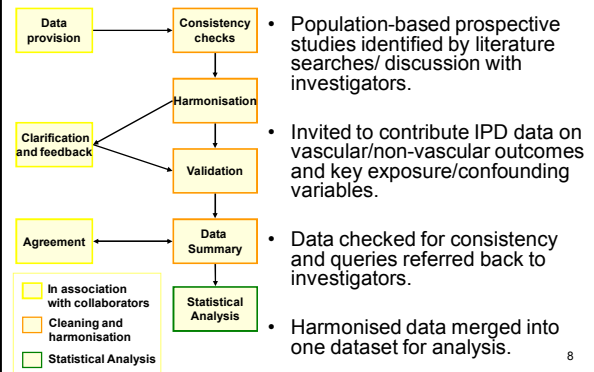 Data
provision
Consistency
checks
Harmonisation
Clarification
and feedback
Validation
Agreement
Data
Summary
Statistical
Analysis
In association
with collaborators
Cleaning and
harmonisation
Statistical Analysis
• Population-based prospective
studies identified by literature
searches/ discussion with
investigators.
• Invited to contribute IPD data on
vascular/non-vascular outcomes
and key exposure/confounding
variables.
• Data checked for consistency
and queries referred back to
investigators.
• Harmonised data merged into
one dataset for analysis.
8